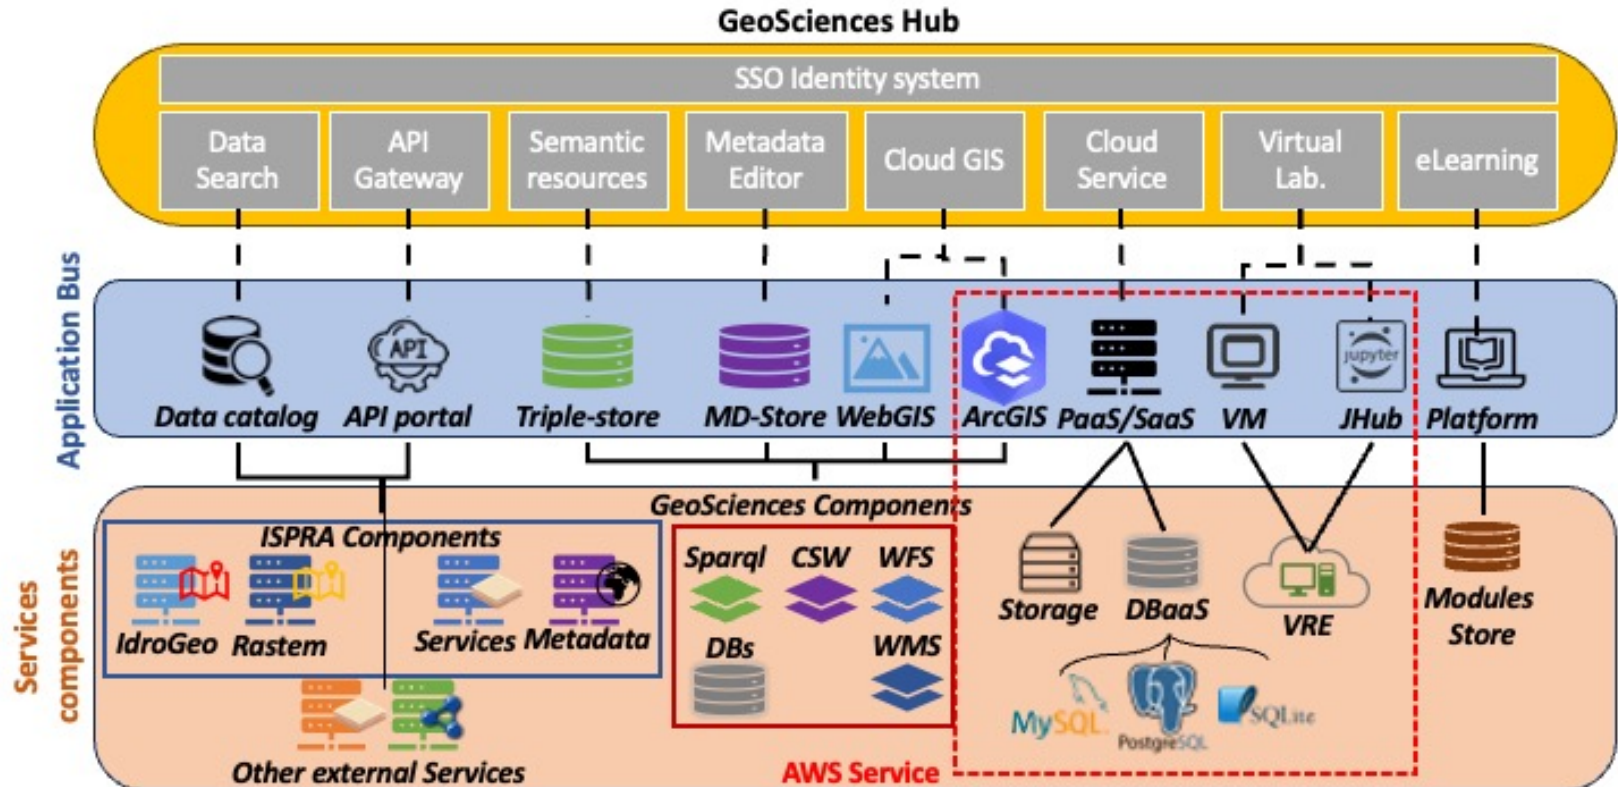 GeoSciences Hub
SSO Identity system
Data
Search
API
Gateway
Semantic
resources
Metadata
Editor
Cloud GIS
Cloud
Service
Virtual
Lab.
eLearning
Application Bus
API
jupyter
Data catalog
API portal
Triple-store
MD-Store
WebGIS
ArcGIS
PaaS/SaaS
VM
JHub
Platform
Services
components
GeoSciences Components
ISPRA Components
IdroGeo
Rastem
Services
Metadata
Sparql
CSW
WFS
DBs
WMS
Storage
DBaaS
VRE
Modules
Store
MySQL
PostgreSQL
SQLite
Other external Services
AWS Service